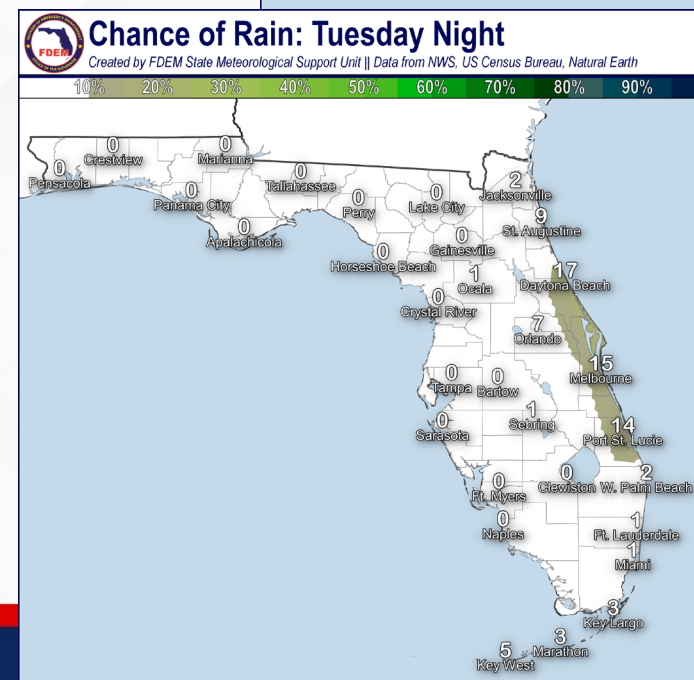 FDEM
Chance of Rain: Tuesday Night
Created by FDEM State Meteorological Support Unit || Data from NWS, US Census Bureau, Natural Earth
10% 20% 30% 40% 50% 60% 70% 80% 90%
0
Crestview
0
Marianna
0
Pensacola
0
Tallahassee
2
Jacksonville
0
Panama City
0
Perry
0
Lake City
9
St. Augustine
0
Apalachicola
0
Gainesville
0
Horseshoe Beach
1
Ocala
17
Daytona Beach
0
Crystal River
7
Orlando
15
Melbourne
0
Tampa
0
Bartow
1
Sebring
14
Port St. Lucie
0
Sarasota
0
Ft. Myers
0
Clewiston
2
W. Palm Beach
0
Naples
1
Ft. Lauderdale
1
Miami
3
Key Largo
3
Marathon
5
Key West